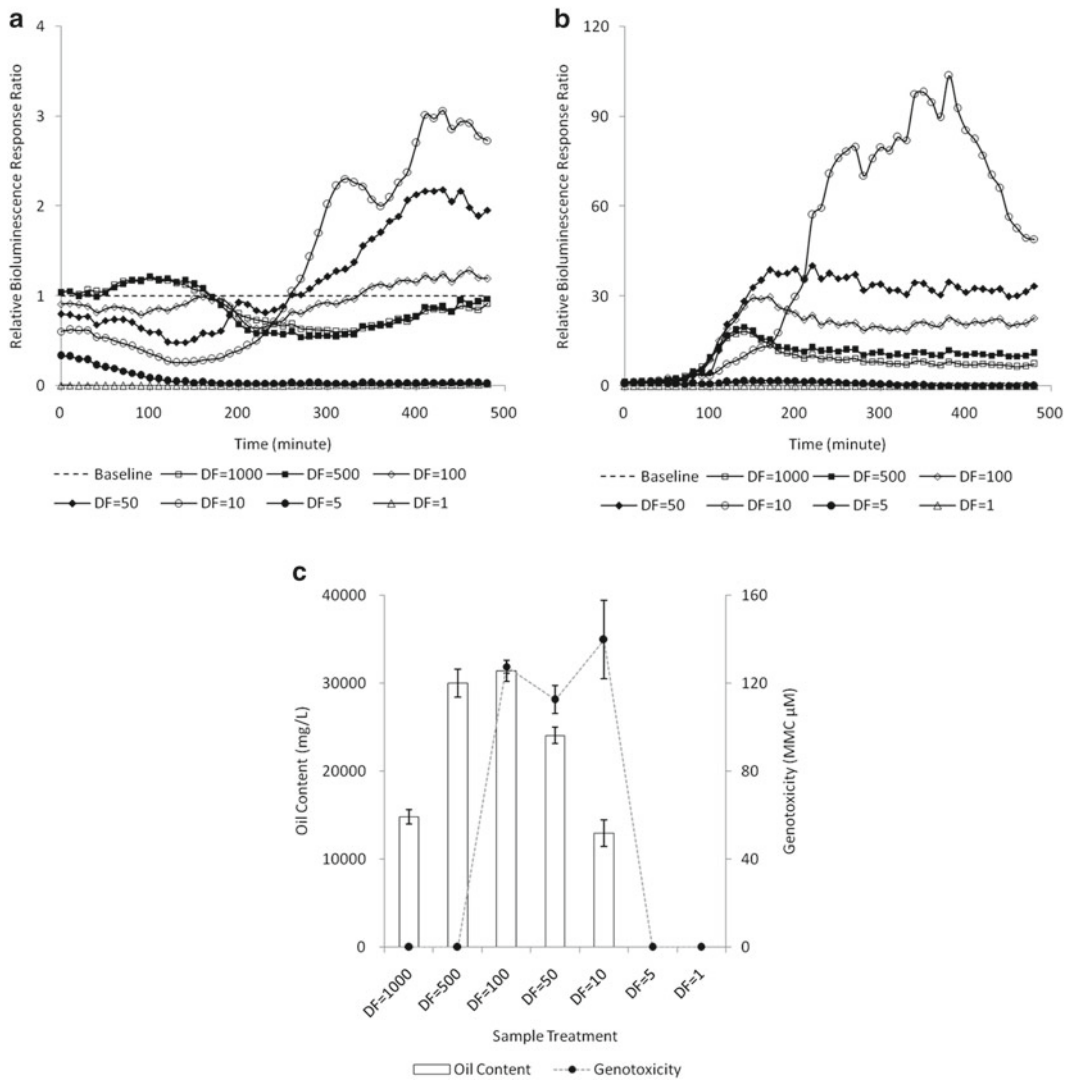 a
4
3
2
1
0
Relative Bioluminescence Response Ratio
0 100 200 300 400 500
Time (minute)
Baseline DF=1000 DF=500 DF=100
DF=50 DF=10 DF=5 DF=1
b
120
90
60
30
0
Relative Bioluminescence Response Ratio
0 100 200 300 400 500
Time (minute)
Baseline DF=1000 DF=500 DF=100
DF=50 DF=10 DF=5 DF=1
c
40000
30000
20000
10000
0
Oil Content (mg/L)
160
120
80
40
0
Genotoxicity (MMC μM)
DF=1000 DF=500 DF=100 DF=50 DF=10 DF=5 DF=1
Sample Treatment
Oil Content Genotoxicity